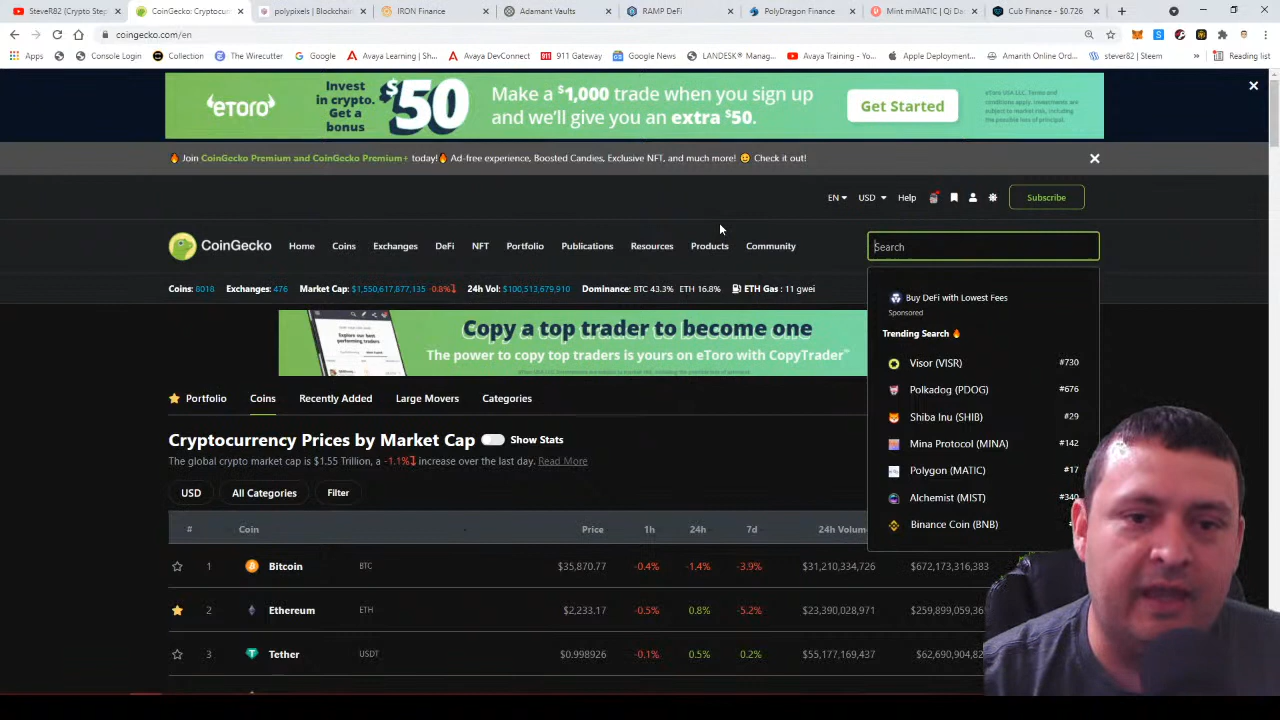 SteveR82 (Crypto Step
CoinGecko: Cryptocurr
polypixels | Blockchain
IRON Finance
Adamant Vaults
RAMP DeFi
PolyDragon Finance
Mint miMATIC | Qi Da
Cub Finance - $0.726
coingecko.com/en
Apps
Console Login
The Wirecutter
Google
Avaya Learning | Sh...
Avaya DevConnect
911 Gateway
Google News
LANDESK® Manag...
Avaya Training - Yo...
Apple Deployement...
Amarith Online Ord...
stever82 | Steem
Reading list
eToro
Invest
in crypto.
Get a
bonus
$50
Make a $1,000 trade when you sign up
and we'll give you an extra $50.
Get Started
Join CoinGecko Premium and CoinGecko Premium+ today! Ad-free experience, Boosted Candies, Exclusive NFT, and much more! Check it out!
EN
USD
Help
Subscribe
CoinGecko
Home
Coins
Exchanges
DeFi
NFT
Portfolio
Publications
Resources
Products
Community
Search
Coins: 8018
Exchanges: 476
Market Cap: $1,550,617,877,135 -0.8%
24h Vol: $100,513,679,910
Dominance: BTC 43.3% ETH 16.8%
ETH Gas: 11 gwei
Copy a top trader to become one
The power to copy top traders is yours on eToro with CopyTrader™
Buy DeFi with Lowest Fees
Sponsored
Trending Search
Visor (VISR) #730
Polkadog (PDOG) #676
Shiba Inu (SHIB) #29
Mina Protocol (MINA) #142
Polygon (MATIC) #17
Alchemist (MIST) #340
Binance Coin (BNB)
Portfolio
Coins
Recently Added
Large Movers
Categories
Cryptocurrency Prices by Market Cap
Show Stats
The global crypto market cap is $1.55 Trillion, a -1.1% increase over the last day. Read More
USD
All Categories
Filter
# Coin Price 1h 24h 7d 24h Volum
1 Bitcoin BTC $35,870.77 -0.4% -1.4% -3.9% $31,210,334,726 $672,173,316,383
2 Ethereum ETH $2,233.17 -0.5% 0.8% -5.2% $23,390,028,971 $259,899,059,36
3 Tether USDT $0.998926 -0.1% 0.5% 0.2% $55,177,169,437 $62,690,904,8